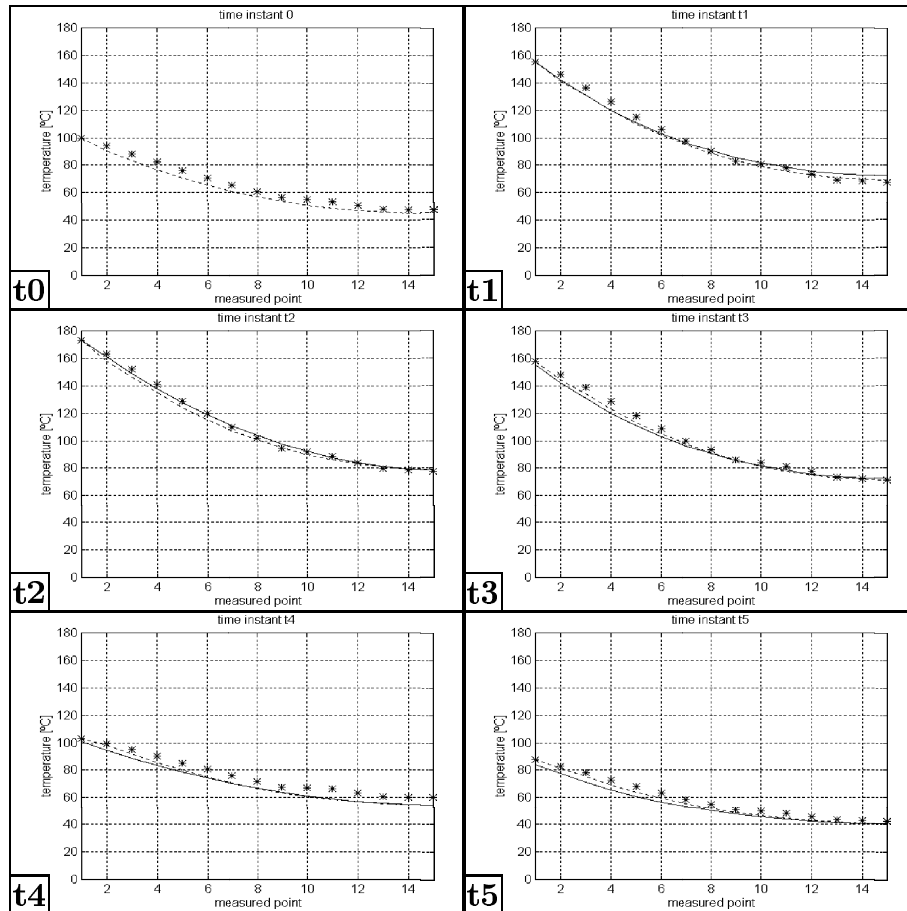 time instant 0
180
160
140
120
100
80
60
40
20
0
temperature [ºC]
2 4 6 8 10 12 14
measured point
t0
time instant t1
180
160
140
120
100
80
60
40
20
0
temperature [ºC]
2 4 6 8 10 12 14
measured point
t1
time instant t2
180
160
140
120
100
80
60
40
20
0
temperature [ºC]
2 4 6 8 10 12 14
measured point
t2
time instant t3
180
160
140
120
100
80
60
40
20
0
temperature [ºC]
2 4 6 8 10 12 14
measured point
t3
time instant t4
180
160
140
120
100
80
60
40
20
0
temperature [ºC]
2 4 6 8 10 12 14
measured point
t4
time instant t5
180
160
140
120
100
80
60
40
20
0
temperature [ºC]
2 4 6 8 10 12 14
measured point
t5